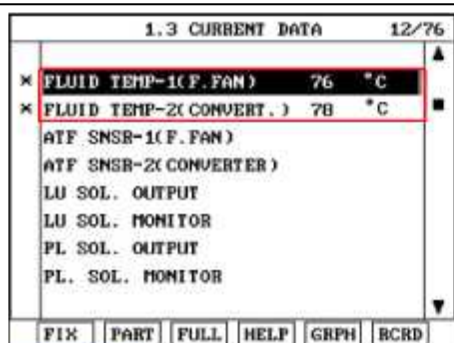 1.3 CURRENT DATA 12/76
× FLUID TEMP-1(F.FAN) 76 °C
× FLUID TEMP-2(CONVERT.) 78 °C
ATF SNSR-1(F.FAN)
ATF SNSR-2(CONVERTER)
LU SOL. OUTPUT
LU SOL. MONITOR
PL SOL. OUTPUT
PL. SOL. MONITOR
FIX PART FULL HELP GRPH RCRD